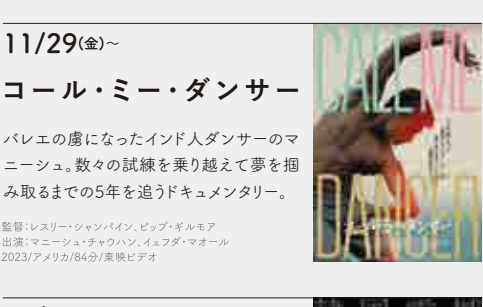 11/29(金)~
コール・ミー・ダンサー
バレエの虜になったインド人ダンサーのマ
ニーシュ。数々の試練を乗り越えて夢を掴
み取るまでの5年を追うドキュメンタリー。
監督:レスリー・シャンパイン、ピップ・ギルモア
出演:マニーシュ・チャウハン、イェフダ・マオール
2023/アメリカ/84分/東映ビデオ
CALL ME
DANCER